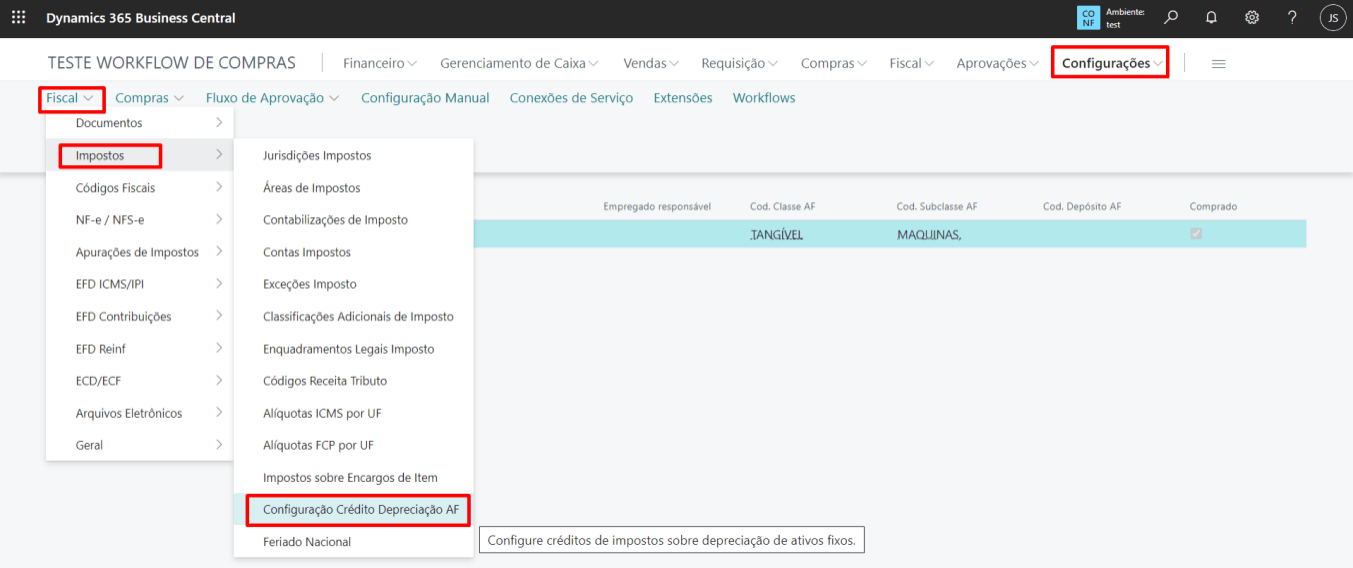 Dynamics 365 Business Central
CO
NF
Ambiente:
test
?
JS
TESTE WORKFLOW DE COMPRAS
Financeiro
Gerenciamento de Caixa
Vendas
Requisição
Compras
Fiscal
Aprovações
Configurações
Fiscal
Compras
Fluxo de Aprovação
Configuração Manual
Conexões de Serviço
Extensões
Workflows
Documentos
Impostos
Códigos Fiscais
NF-e / NFS-e
Apurações de Impostos
EFD ICMS/IPI
EFD Contribuições
EFD Reinf
ECD/ECF
Arquivos Eletrônicos
Geral
Jurisdições Impostos
Áreas de Impostos
Contabilizações de Imposto
Contas Impostos
Exceções Imposto
Classificações Adicionais de Imposto
Enquadramentos Legais Imposto
Códigos Receita Tributo
Alíquotas ICMS por UF
Alíquotas FCP por UF
Impostos sobre Encargos de Item
Configuração Crédito Depreciação AF
Feriado Nacional
Configure créditos de impostos sobre depreciação de ativos fixos.
Empregado responsável
Cod. Classe AF
Cod. Subclasse AF
Cod. Depósito AF
Comprado
TANGÍVEL
MAQUINAS,